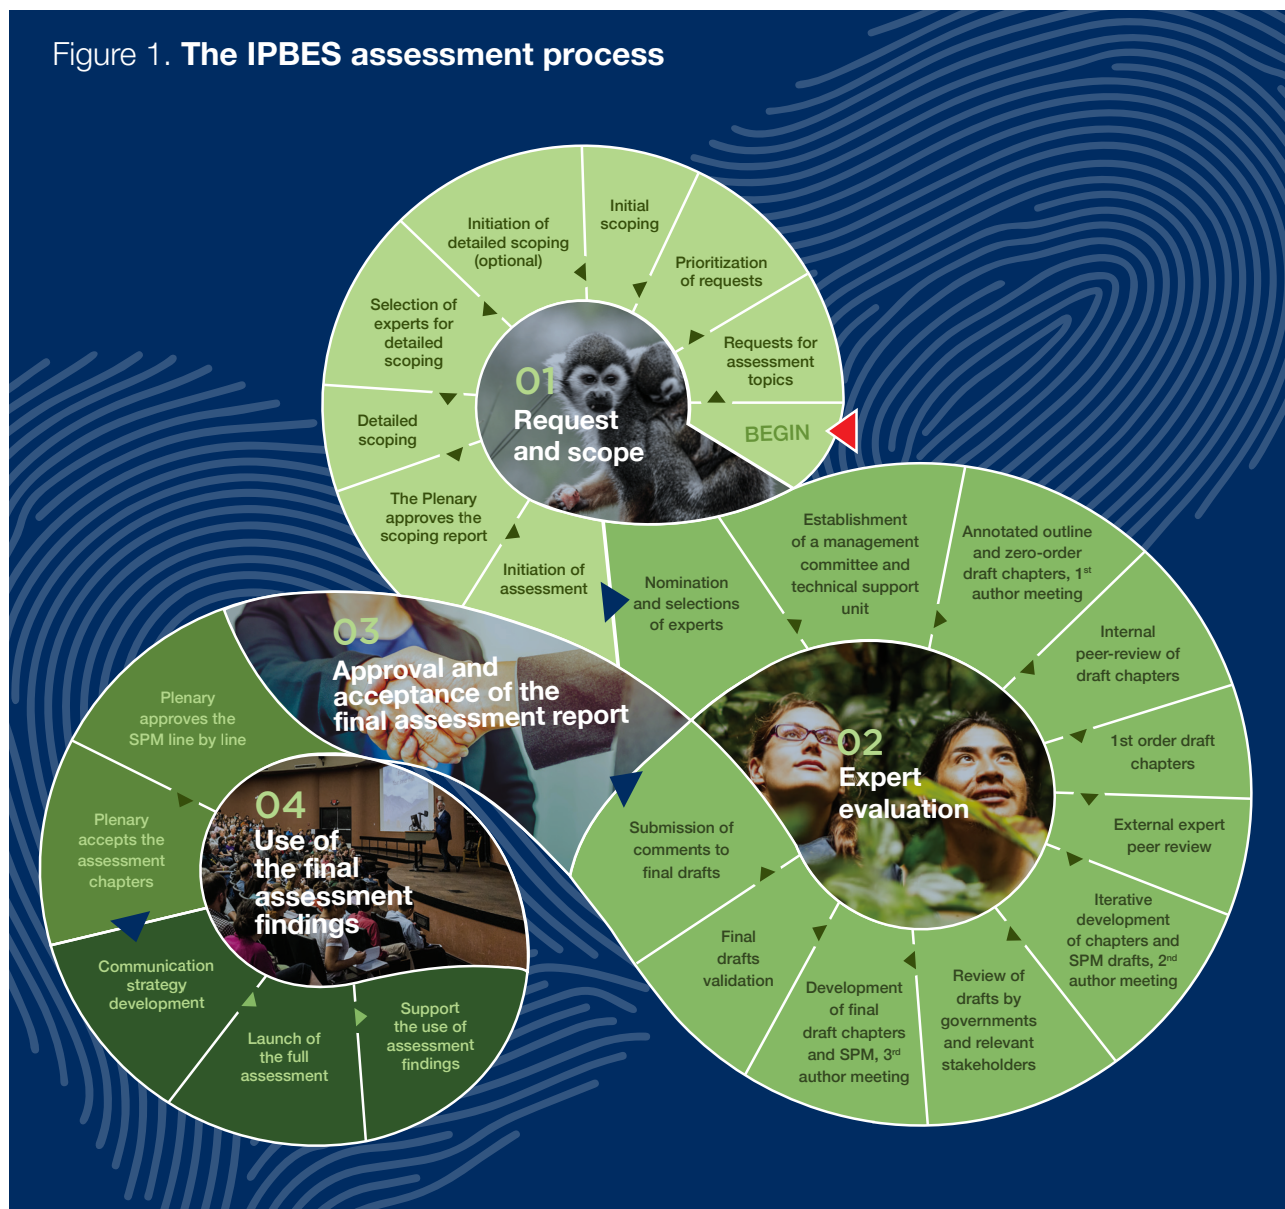 Figure 1. The IPBES assessment process
BEGIN
Requests for
assessment
topics
Prioritization
of requests
Initial
scoping
Initiation of
detailed scoping
(optional)
Selection of
experts for
detailed
scoping
Detailed
scoping
The Plenary
approves the
scoping report
Initiation of
assessment
01
Request
and scope
Nomination
and selections
of experts
Establishment
of a management
committee and
technical support
unit
Annotated outline
and zero-order
draft chapters, 1st
author meeting
Internal
peer-review of
draft chapters
1st order draft
chapters
External expert
peer review
Iterative
development
of chapters and
SPM drafts, 2nd
author meeting
Review of
drafts by
governments
and relevant
stakeholders
Development
of final
draft chapters
and SPM, 3rd
author meeting
Final
drafts
validation
Submission of
comments to
final drafts
02
Expert
evaluation
03
Approval and
acceptance of the
final assessment report
Plenary
approves the
SPM line by line
Plenary
accepts the
assessment
chapters
04
Use of
the final
assessment
findings
Communication
strategy
development
Launch of
the full
assessment
Support
the use of
assessment
findings